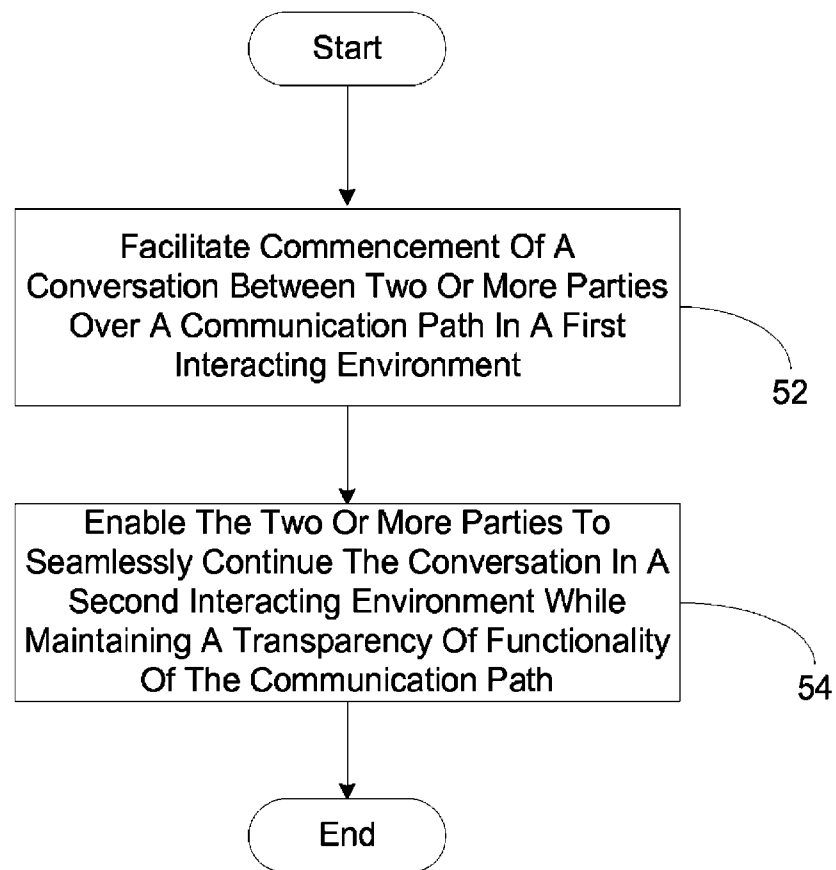 Start
Facilitate Commencement Of A
Conversation Between Two Or More Parties
Over A Communication Path In A First
Interacting Environment
52
Enable The Two Or More Parties To
Seamlessly Continue The Conversation In A
Second Interacting Environment While
Maintaining A Transparency Of Functionality
Of The Communication Path
54
End